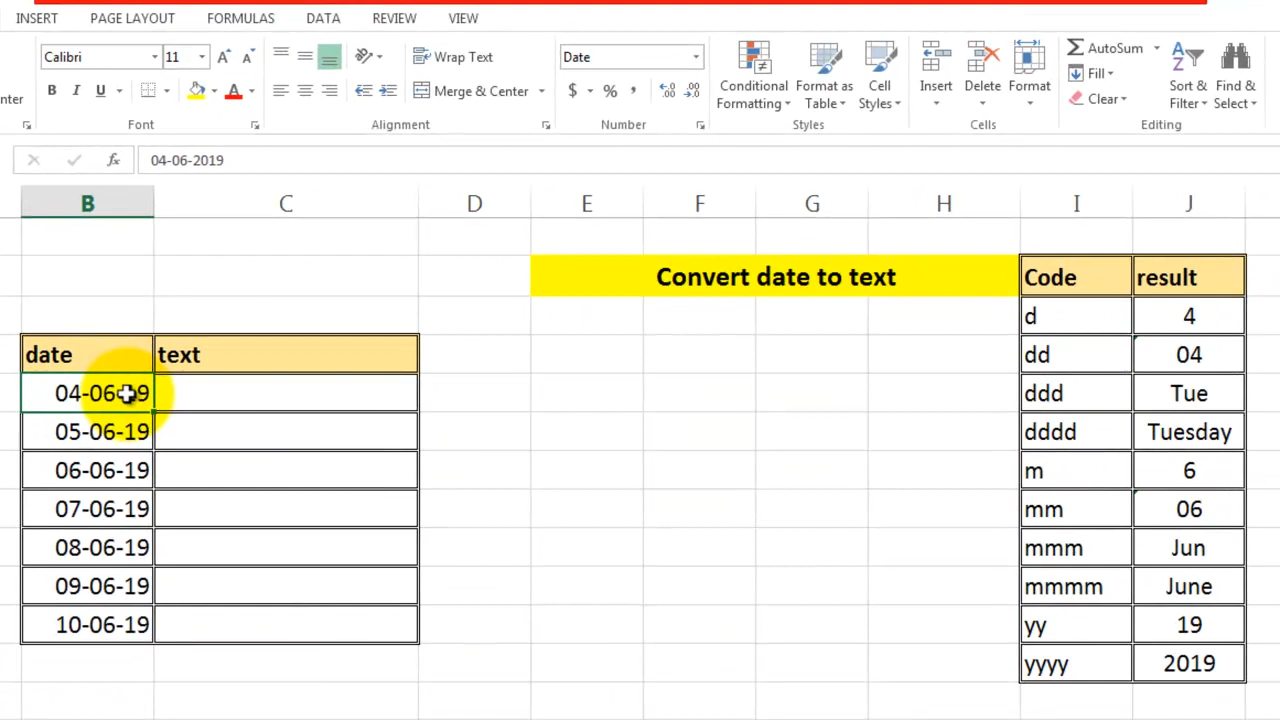 INSERT PAGE LAYOUT FORMULAS DATA REVIEW VIEW
Calibri 11 Wrap Text Date AutoSum
Fill
B I U A Merge & Center $ % , Conditional Formatting Format as Table Cell Styles Insert Delete Format Clear Sort & Filter Find & Select
nter Font Alignment Number Styles Cells Editing
fx 04-06-2019
B C D E F G H I J
Convert date to text Code result
d 4
date text dd 04
04-06-19 ddd Tue
05-06-19 dddd Tuesday
06-06-19 m 6
07-06-19 mm 06
08-06-19 mmm Jun
09-06-19 mmmm June
10-06-19 yy 19
yyyy 2019